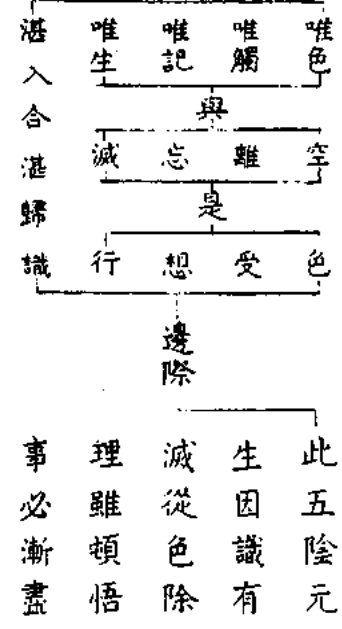 唯色
唯觸
唯記
唯生
與
空
離
忘
滅
是
色
受
想
行
湛入合湛歸識
邊際
此五陰元
生因識有
滅從色除
理雖頓悟
事必漸盡